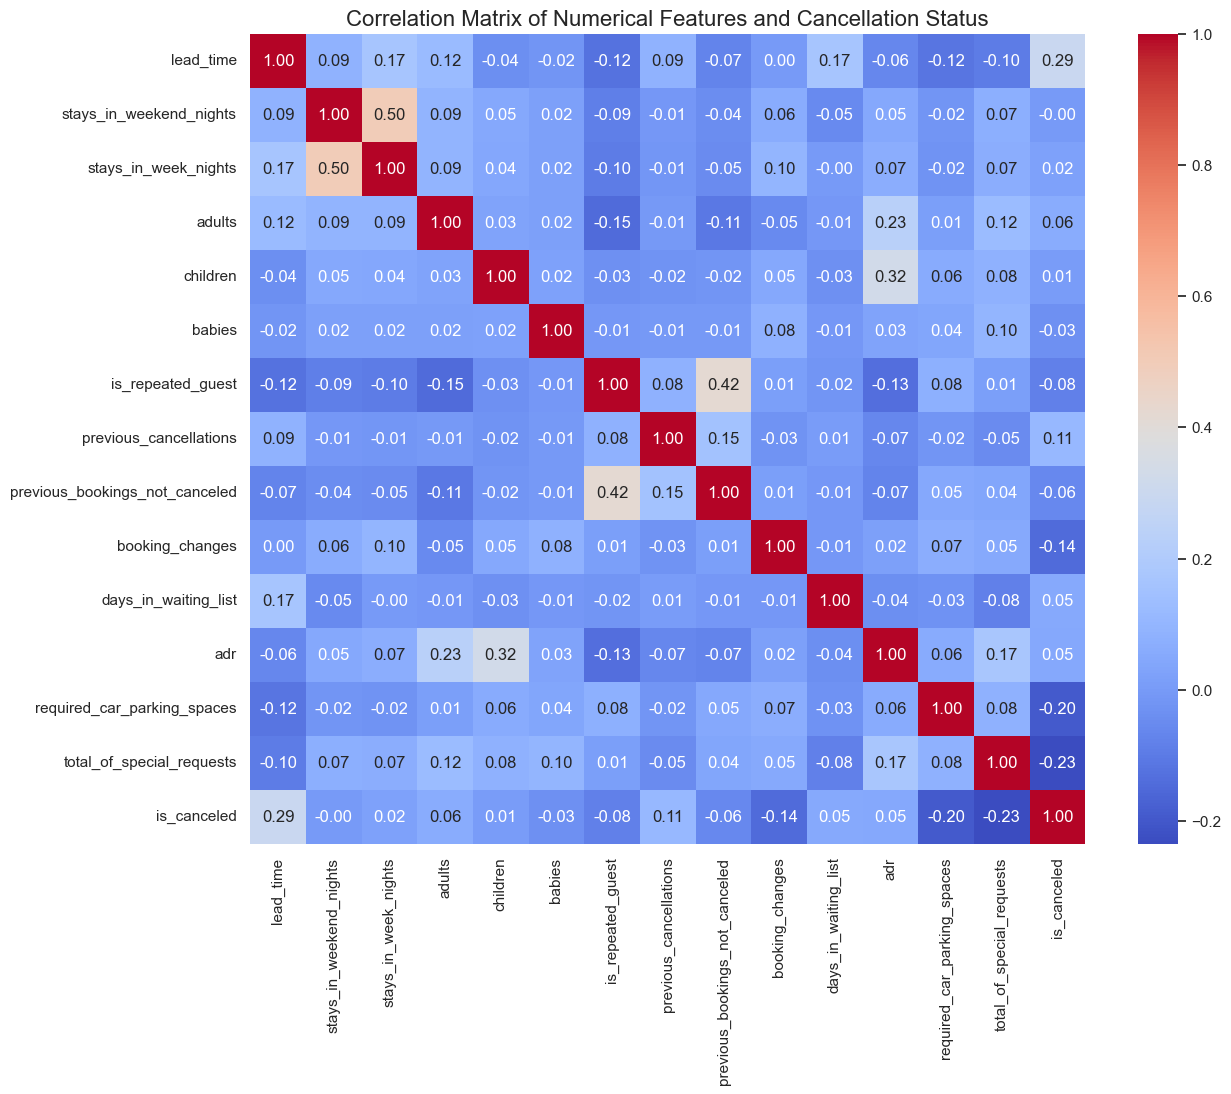 Correlation Matrix of Numerical Features and Cancellation Status
lead_time 1.00 0.09 0.17 0.12 -0.04 -0.02 -0.12 0.09 -0.07 0.00 0.17 -0.06 -0.12 -0.10 0.29
stays_in_weekend_nights 0.09 1.00 0.50 0.09 0.05 0.02 -0.09 -0.01 -0.04 0.06 -0.05 0.05 -0.02 0.07 -0.00
stays_in_week_nights 0.17 0.50 1.00 0.09 0.04 0.02 -0.10 -0.01 -0.05 0.10 -0.00 0.07 -0.02 0.07 0.02
adults 0.12 0.09 0.09 1.00 0.03 0.02 -0.15 -0.01 -0.11 -0.05 -0.01 0.23 0.01 0.12 0.06
children -0.04 0.05 0.04 0.03 1.00 0.02 -0.03 -0.02 -0.02 0.05 -0.03 0.32 0.06 0.08 0.01
babies -0.02 0.02 0.02 0.02 0.02 1.00 -0.01 -0.01 -0.01 0.08 -0.01 0.03 0.04 0.10 -0.03
is_repeated_guest -0.12 -0.09 -0.10 -0.15 -0.03 -0.01 1.00 0.08 0.42 0.01 -0.02 -0.13 0.08 0.01 -0.08
previous_cancellations 0.09 -0.01 -0.01 -0.01 -0.02 -0.01 0.08 1.00 0.15 -0.03 0.01 -0.07 -0.02 -0.05 0.11
previous_bookings_not_canceled -0.07 -0.04 -0.05 -0.11 -0.02 -0.01 0.42 0.15 1.00 0.01 -0.01 -0.07 0.05 0.04 -0.06
booking_changes 0.00 0.06 0.10 -0.05 0.05 0.08 0.01 -0.03 0.01 1.00 -0.01 0.02 0.07 0.05 -0.14
days_in_waiting_list 0.17 -0.05 -0.00 -0.01 -0.03 -0.01 -0.02 0.01 -0.01 -0.01 1.00 -0.04 -0.03 -0.08 0.05
adr -0.06 0.05 0.07 0.23 0.32 0.03 -0.13 -0.07 -0.07 0.02 -0.04 1.00 0.06 0.17 0.05
required_car_parking_spaces -0.12 -0.02 -0.02 0.01 0.06 0.04 0.08 -0.02 0.05 0.07 -0.03 0.06 1.00 0.08 -0.20
total_of_special_requests -0.10 0.07 0.07 0.12 0.08 0.10 0.01 -0.05 0.04 0.05 -0.08 0.17 0.08 1.00 -0.23
is_canceled 0.29 -0.00 0.02 0.06 0.01 -0.03 -0.08 0.11 -0.06 -0.14 0.05 0.05 -0.20 -0.23 1.00
lead_time
stays_in_weekend_nights
stays_in_week_nights
adults
children
babies
is_repeated_guest
previous_cancellations
previous_bookings_not_canceled
booking_changes
days_in_waiting_list
adr
required_car_parking_spaces
total_of_special_requests
is_canceled
1.0
0.8
0.6
0.4
0.2
0.0
−0.2